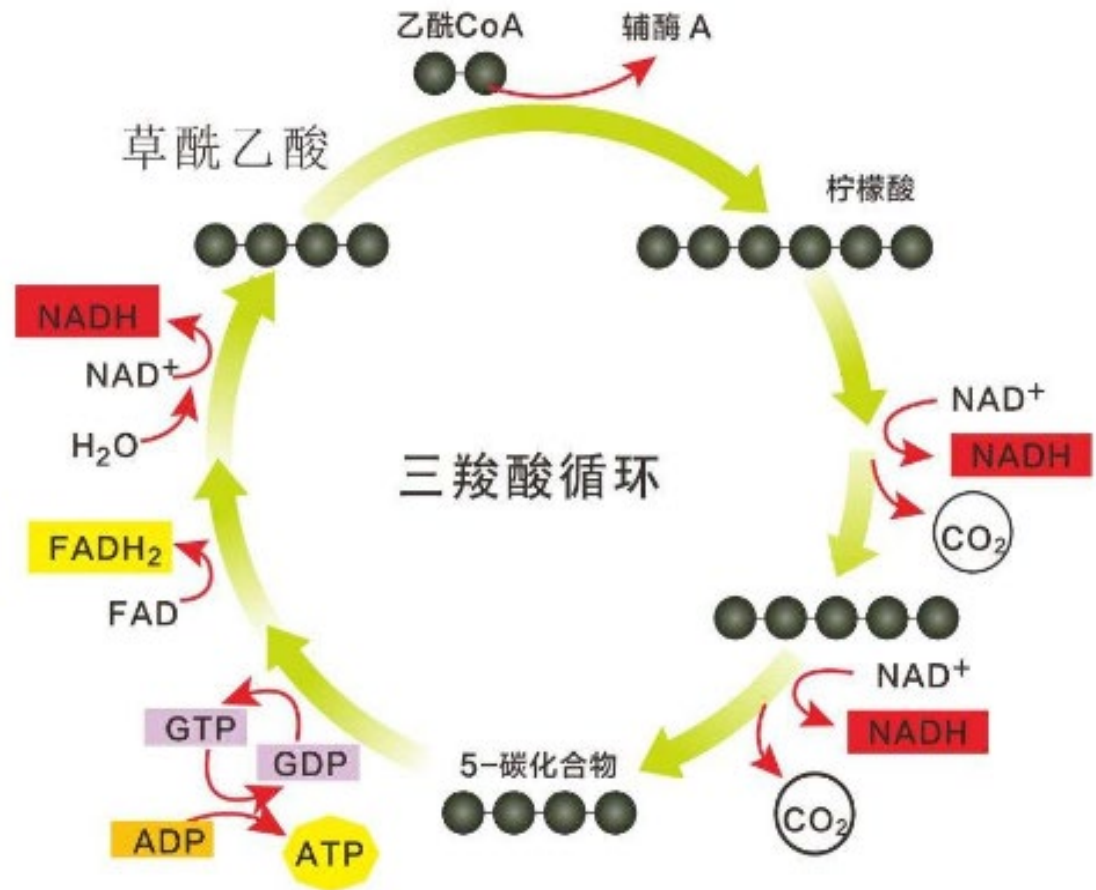 乙酰CoA
辅酶 A
草酰乙酸
柠檬酸
NADH
NAD⁺
H₂O
NAD⁺
NADH
CO₂
三羧酸循环
FADH₂
FAD
NAD⁺
NADH
CO₂
GTP
GDP
ADP
ATP
5-碳化合物